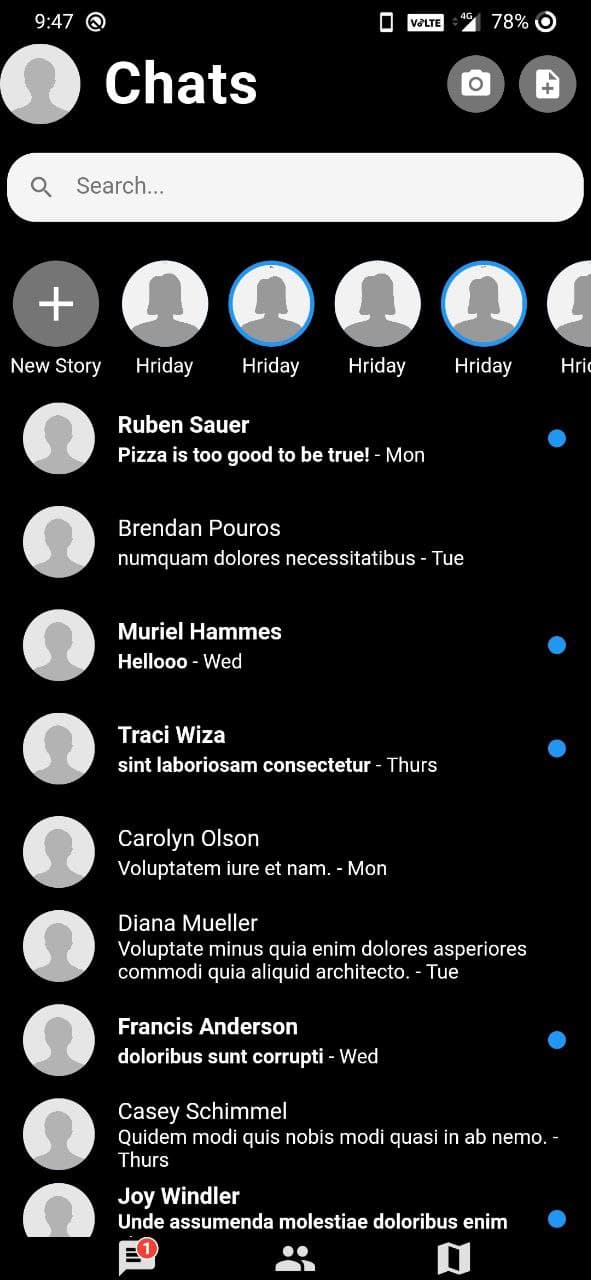 9:47 VoLTE 4G 78%
Chats
Search...
New Story Hriday Hriday Hriday Hriday Hrid
Ruben Sauer
Pizza is too good to be true! - Mon
Brendan Pouros
numquam dolores necessitatibus - Tue
Muriel Hammes
Hellooo - Wed
Traci Wiza
sint laboriosam consectetur - Thurs
Carolyn Olson
Voluptatem iure et nam. - Mon
Diana Mueller
Voluptate minus quia enim dolores asperiores
commodi quia aliquid architecto. - Tue
Francis Anderson
doloribus sunt corrupti - Wed
Casey Schimmel
Quidem modi quis nobis modi quasi in ab nemo. -
Thurs
Joy Windler
Unde assumenda molestiae doloribus enim
1